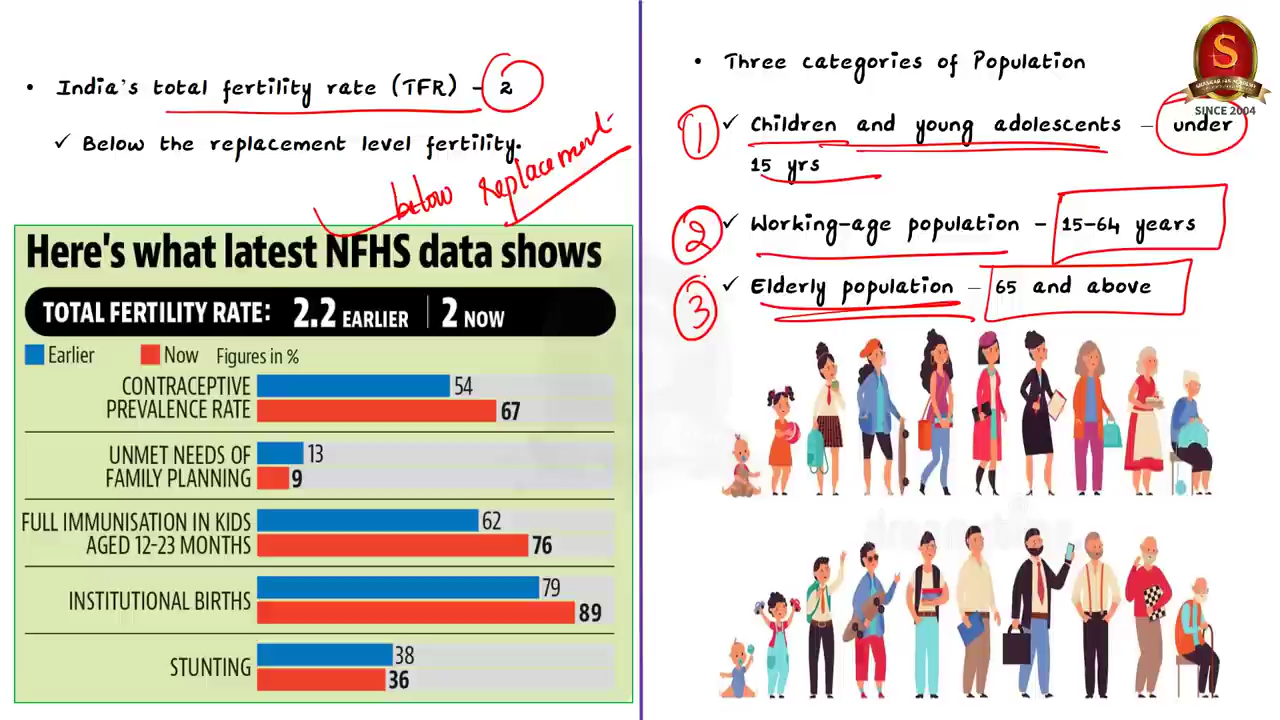 • India's total fertility rate (TFR) – 2
✓ Below the replacement level fertility.
below replacement
Here's what latest NFHS data shows
TOTAL FERTILITY RATE: 2.2 EARLIER | 2 NOW
Earlier Now Figures in %
CONTRACEPTIVE
PREVALENCE RATE
54
67
UNMET NEEDS OF
FAMILY PLANNING
13
9
FULL IMMUNISATION IN KIDS
AGED 12-23 MONTHS
62
76
INSTITUTIONAL BIRTHS
79
89
STUNTING
38
36
• Three categories of Population
1 ✓ Children and young adolescents – under
15 yrs
2 ✓ Working-age population – 15-64 years
3 ✓ Elderly population – 65 and above
S
SINCE 2004